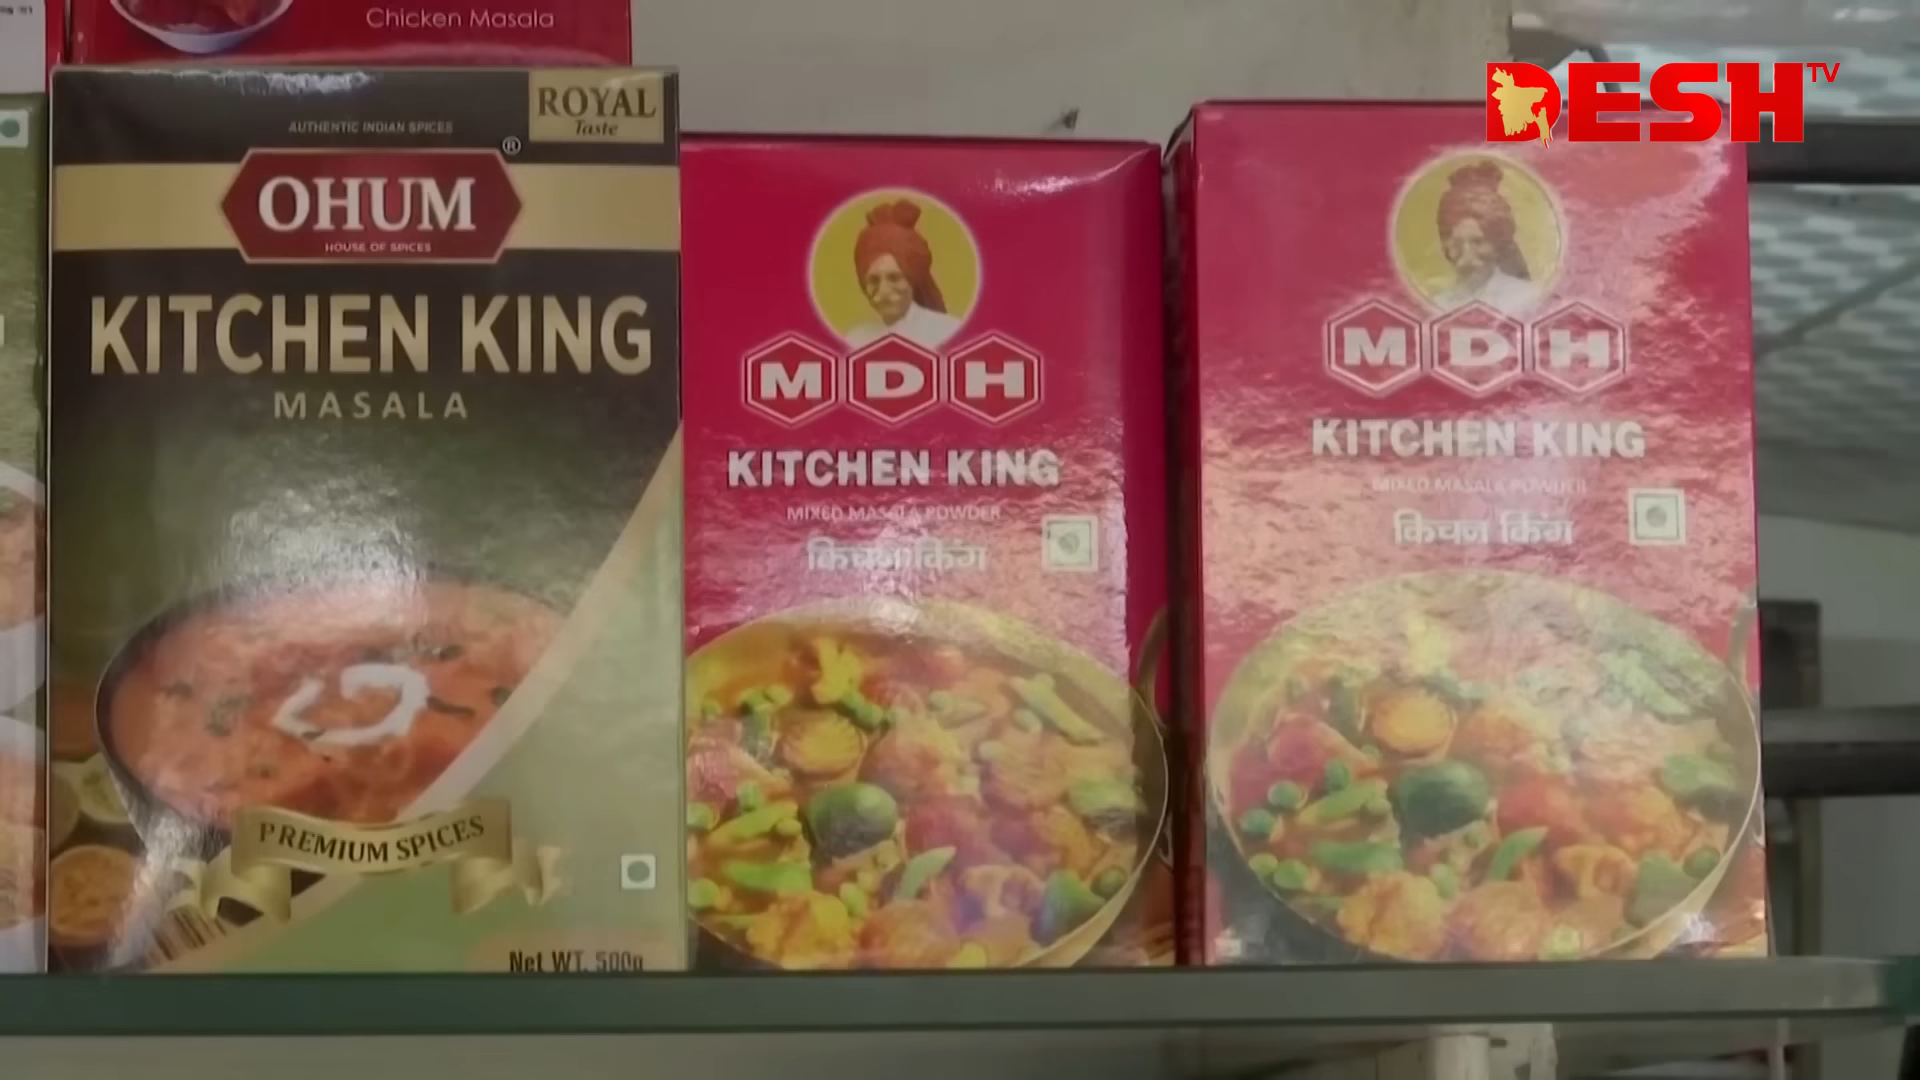 Chicken Masala
ROYAL
Taste
AUTHENTIC INDIAN SPICES
®
OHUM
HOUSE OF SPICES
KITCHEN KING
MASALA
PREMIUM SPICES
Net WT. 500g
MDH
KITCHEN KING
MIXED MASALA POWDER
किचन किंग
MDH
KITCHEN KING
MIXED MASALA POWDER
किचन किंग
DESH TV